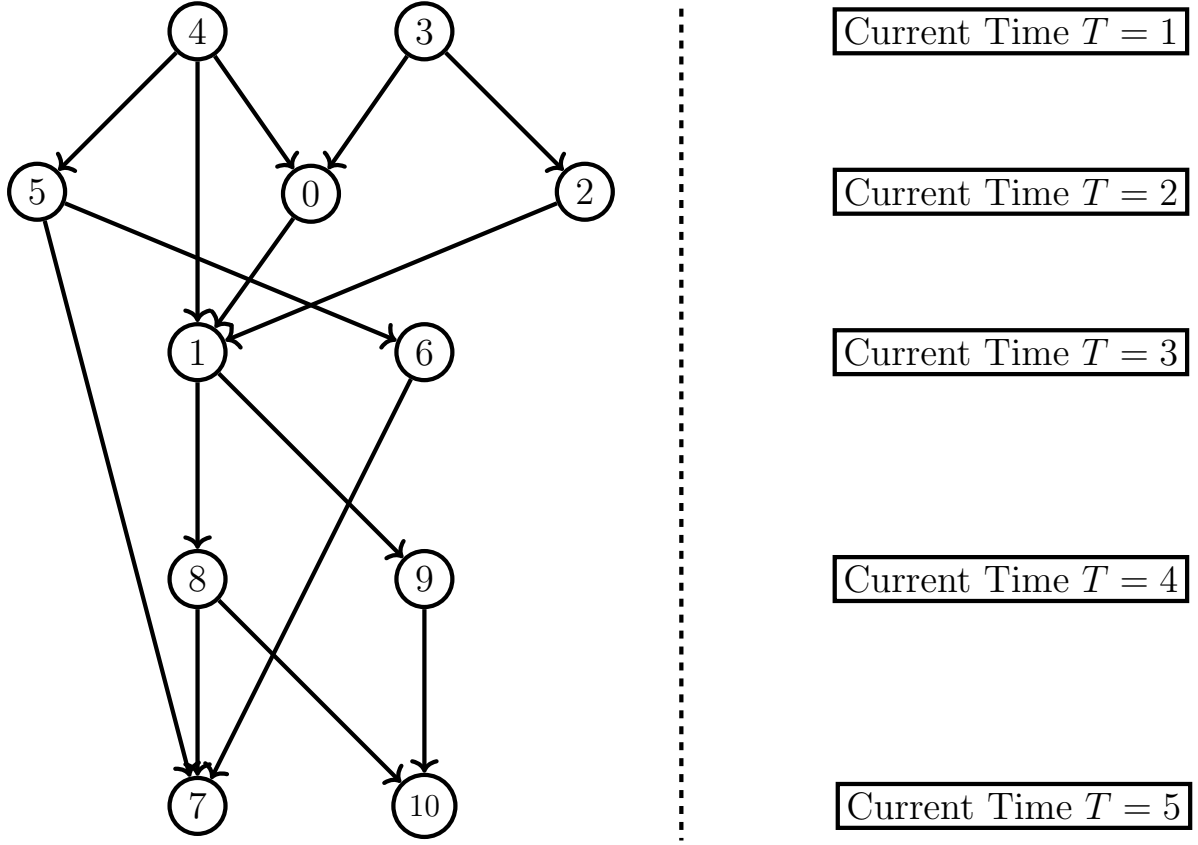 4 3 Current Time T = 1
5 0 2 Current Time T = 2
1 6 Current Time T = 3
8 9 Current Time T = 4
7 10 Current Time T = 5